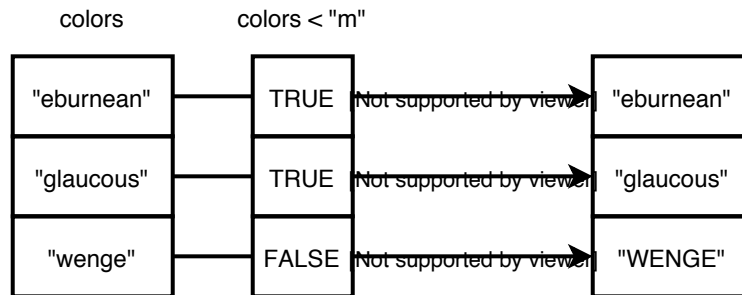 colors colors < "m"
"eburnean" TRUE [Not supported by viewer] "eburnean"
"glaucous" TRUE [Not supported by viewer] "glaucous"
"wenge" FALSE [Not supported by viewer] "WENGE"